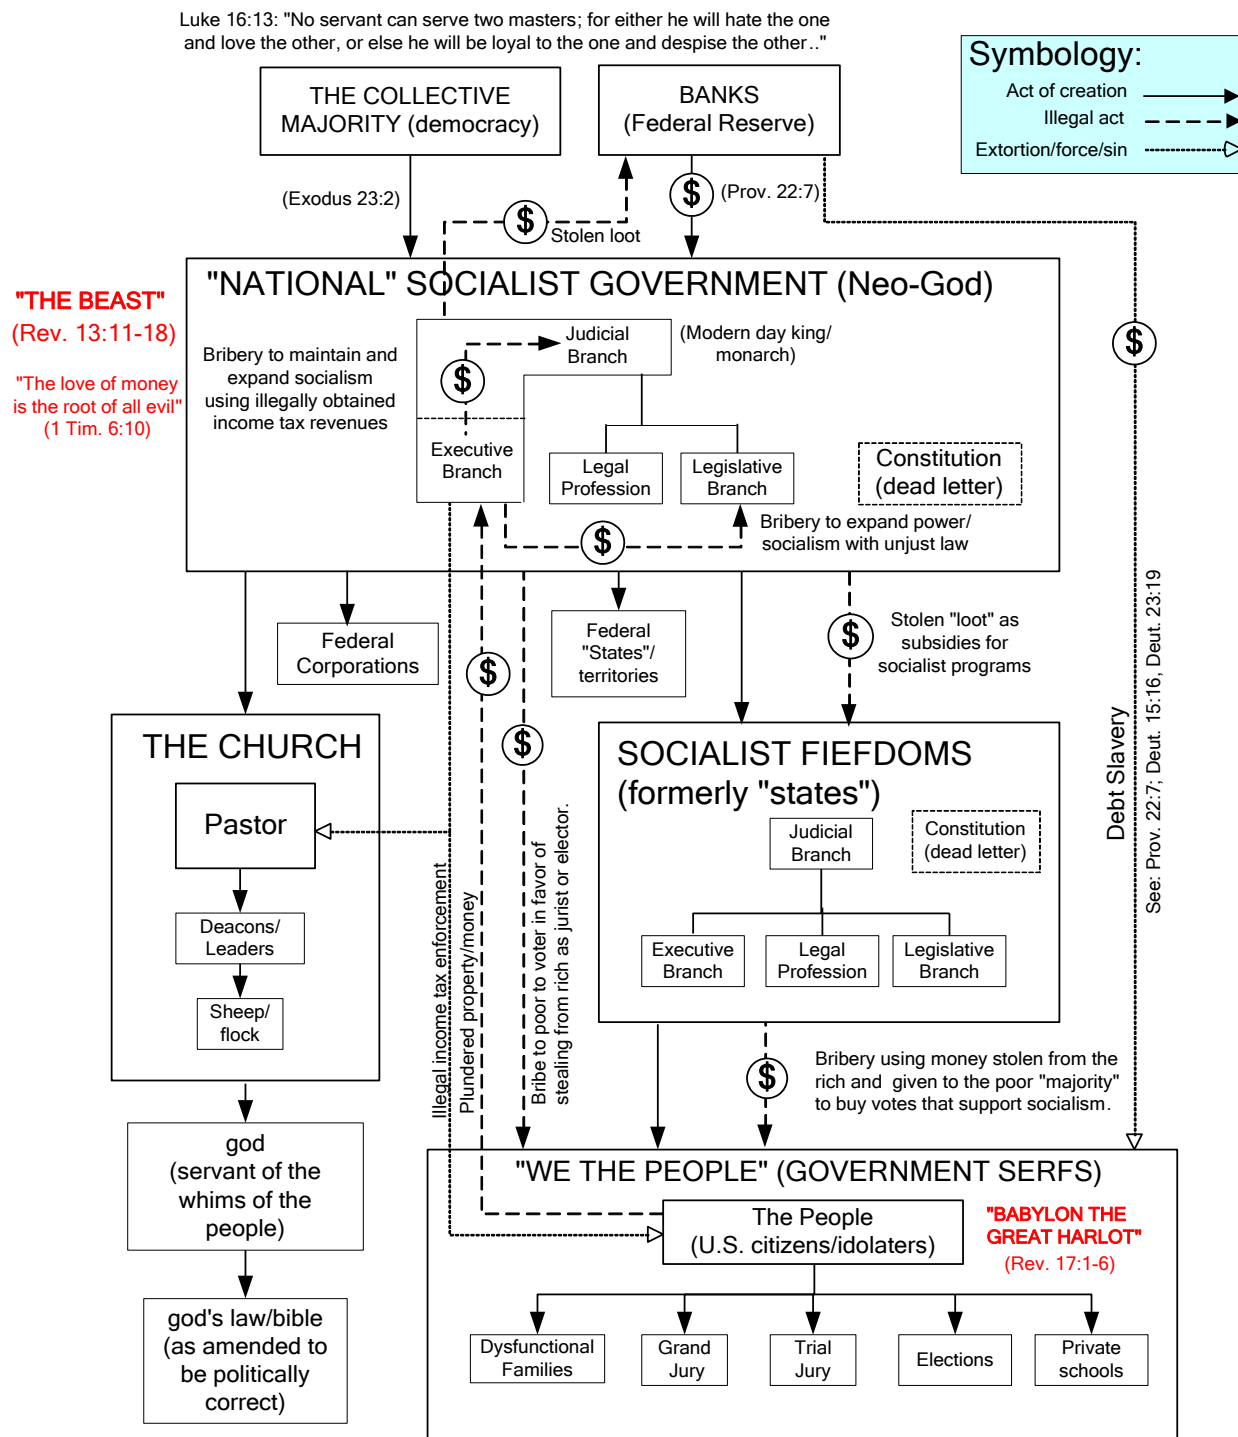 Luke 16:13: "No servant can serve two masters; for either he will hate the one
and love the other, or else he will be loyal to the one and despise the other.."
Symbology:
Act of creation
Illegal act
Extortion/force/sin
THE COLLECTIVE
MAJORITY (democracy)
BANKS
(Federal Reserve)
(Exodus 23:2)
$
Stolen loot
$
(Prov. 22:7)
"NATIONAL" SOCIALIST GOVERNMENT (Neo-God)
"THE BEAST"
(Rev. 13:11-18)
"The love of money
is the root of all evil"
(1 Tim. 6:10)
Bribery to maintain and
expand socialism
using illegally obtained
income tax revenues
Judicial
Branch
(Modern day king/
monarch)
$
$
Executive
Branch
Legal
Profession
Legislative
Branch
Constitution
(dead letter)
$
Bribery to expand power/
socialism with unjust law
Federal
Corporations
Federal
"States"/
territories
$
Stolen "loot" as
subsidies for
socialist programs
$
$
Debt Slavery
See: Prov. 22:7; Deut. 15:16, Deut. 23:19
THE CHURCH
Pastor
Deacons/
Leaders
Sheep/
flock
Illegal income tax enforcement
Plundered property/money
Bribe to poor to voter in favor of
stealing from rich as jurist or elector.
SOCIALIST FIEFDOMS
(formerly "states")
Judicial
Branch
Constitution
(dead letter)
Executive
Branch
Legal
Profession
Legislative
Branch
$
Bribery using money stolen from the
rich and given to the poor "majority"
to buy votes that support socialism.
god
(servant of the
whims of the
people)
god's law/bible
(as amended to
be politically
correct)
"WE THE PEOPLE" (GOVERNMENT SERFS)
The People
(U.S. citizens/idolaters)
"BABYLON THE
GREAT HARLOT"
(Rev. 17:1-6)
Dysfunctional
Families
Grand
Jury
Trial
Jury
Elections
Private
schools